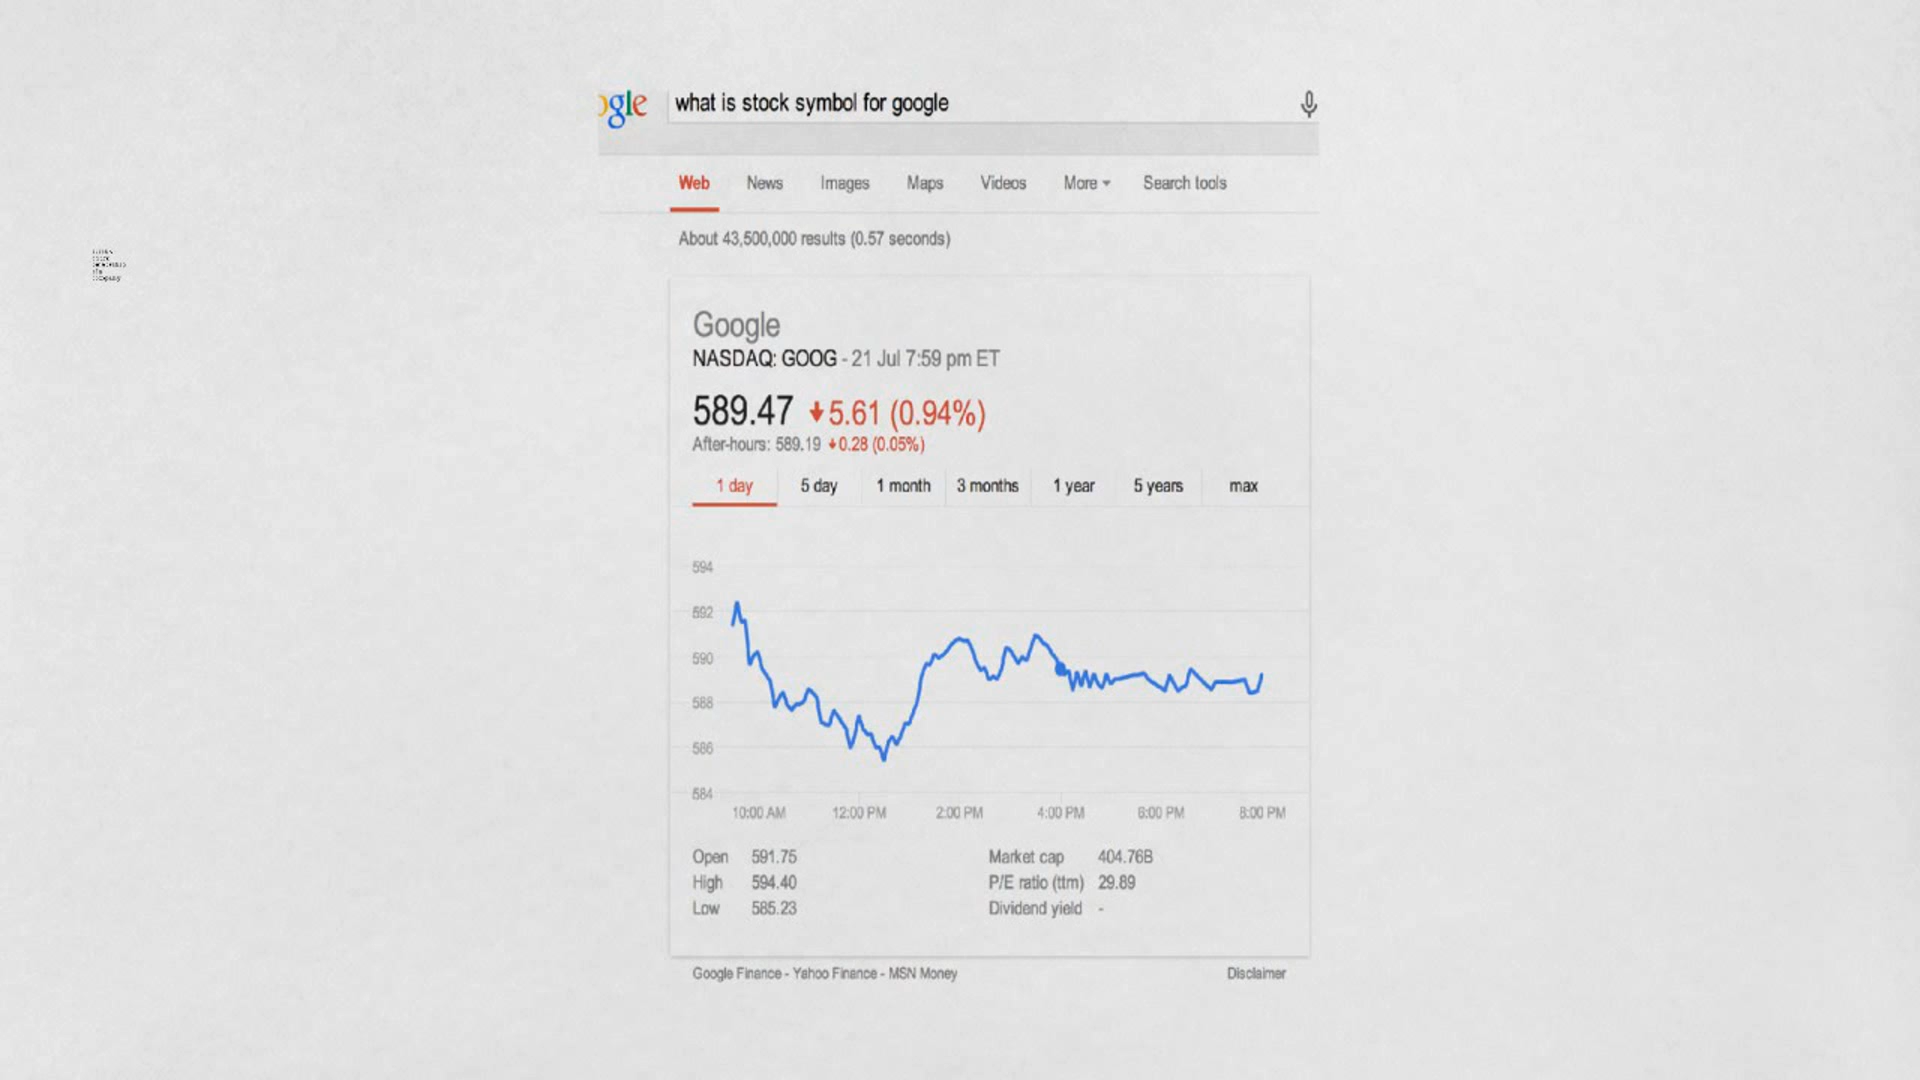 ogle what is stock symbol for google
Web News Images Maps Videos More Search tools
About 43,500,000 results (0.57 seconds)
Google
NASDAQ: GOOG - 21 Jul 7:59 pm ET
589.47 5.61 (0.94%)
After-hours: 589.19 0.28 (0.05%)
1 day 5 day 1 month 3 months 1 year 5 years max
594
592
590
588
586
584
10:00 AM 12:00 PM 2:00 PM 4:00 PM 6:00 PM 8:00 PM
Open 591.75 Market cap 404.76B
High 594.40 P/E ratio (ttm) 29.89
Low 585.23 Dividend yield -
Google Finance - Yahoo Finance - MSN Money Disclaimer
company